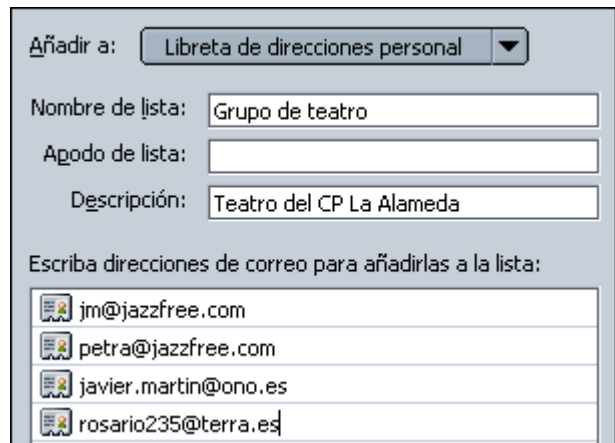 Añadir a: Libreta de direcciones personal
Nombre de lista: Grupo de teatro
Apodo de lista:
Descripción: Teatro del CP La Alameda
Escriba direcciones de correo para añadirlas a la lista:
jm@jazzfree.com
petra@jazzfree.com
javier.martin@ono.es
rosario235@terra.es